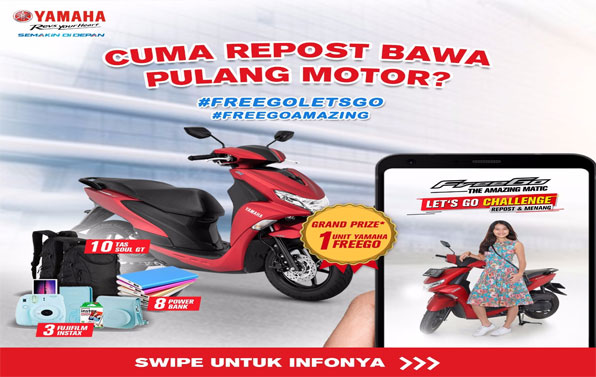 YAMAHA
Revs your Heart
SEMAKIN DI DEPAN
CUMA REPOST BAWA
PULANG MOTOR?
#FREEGOLETSGO
#FREEGOAMAZING
YAMAHA
GRAND PRIZE*
1 UNIT YAMAHA
FREEGO
10 TAS
SOUL GT
8 POWER
BANK
3 FUJIFILM
INSTAX
FreeGo
THE AMAZING MATIC
LET'S GO CHALLENGE
REPOST & MENANG
SWIPE UNTUK INFONYA >>>